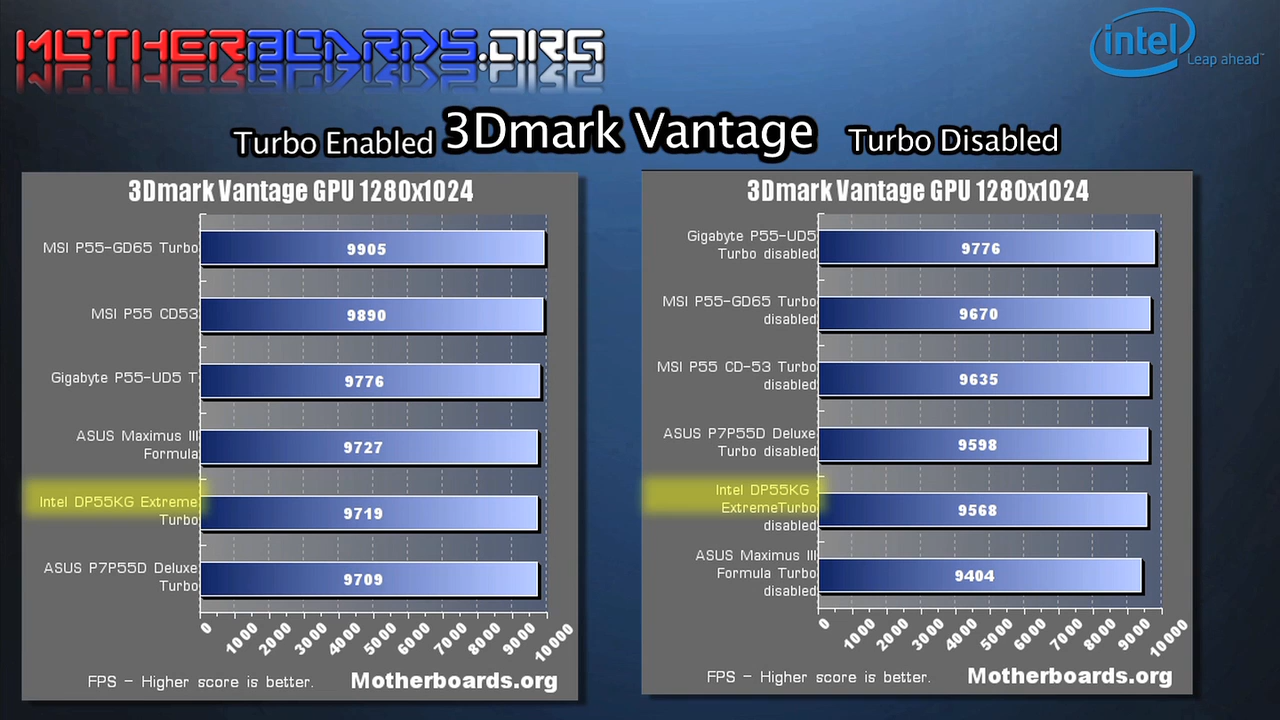 MOTHERBOARDS.ORG
intel
Leap ahead™
Turbo Enabled 3Dmark Vantage Turbo Disabled
3Dmark Vantage GPU 1280x1024
MSI P55-GD65 Turbo 9905
MSI P55 CD53 9890
Gigabyte P55-UD5 T 9776
ASUS Maximus III
Formula 9727
Intel DP55KG Extreme
Turbo 9719
ASUS P7P55D Deluxe
Turbo 9709
0 1000 2000 3000 4000 5000 6000 7000 8000 9000 10000
FPS - Higher score is better. Motherboards.org
3Dmark Vantage GPU 1280x1024
Gigabyte P55-UD5
Turbo disabled 9776
MSI P55-GD65 Turbo
disabled 9670
MSI P55 CD-53 Turbo
disabled 9635
ASUS P7P55D Deluxe
Turbo disabled 9598
Intel DP55KG
ExtremeTurbo
disabled 9568
ASUS Maximus III
Formula Turbo
disabled 9404
0 1000 2000 3000 4000 5000 6000 7000 8000 9000 10000
FPS - Higher score is better. Motherboards.org